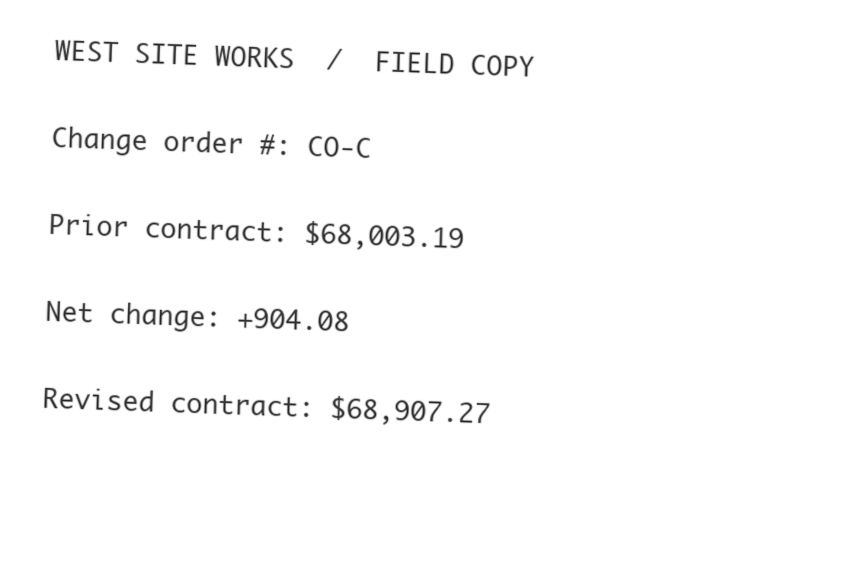 WEST SITE WORKS / FIELD COPY
Change order #: CO-C
Prior contract: $68,003.19
Net change: +904.08
Revised contract: $68,907.27